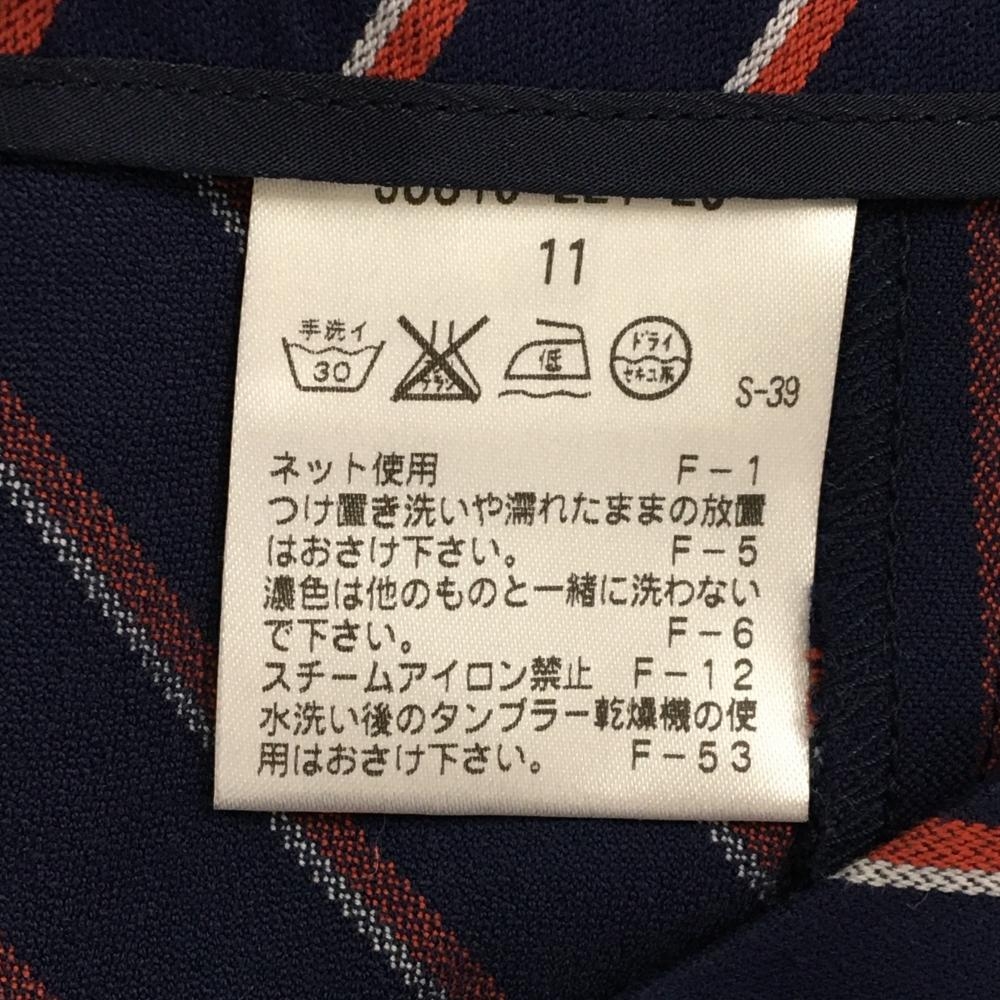 11
手洗イ
30
低
ドライ
セキユ系
S-39
ネット使用 F-1
つけ置き洗いや濡れたままの放置
はおさけ下さい。 F-5
濃色は他のものと一緒に洗わない
で下さい。 F-6
スチームアイロン禁止 F-12
水洗い後のタンブラー乾燥機の使
用はおさけ下さい。 F-53